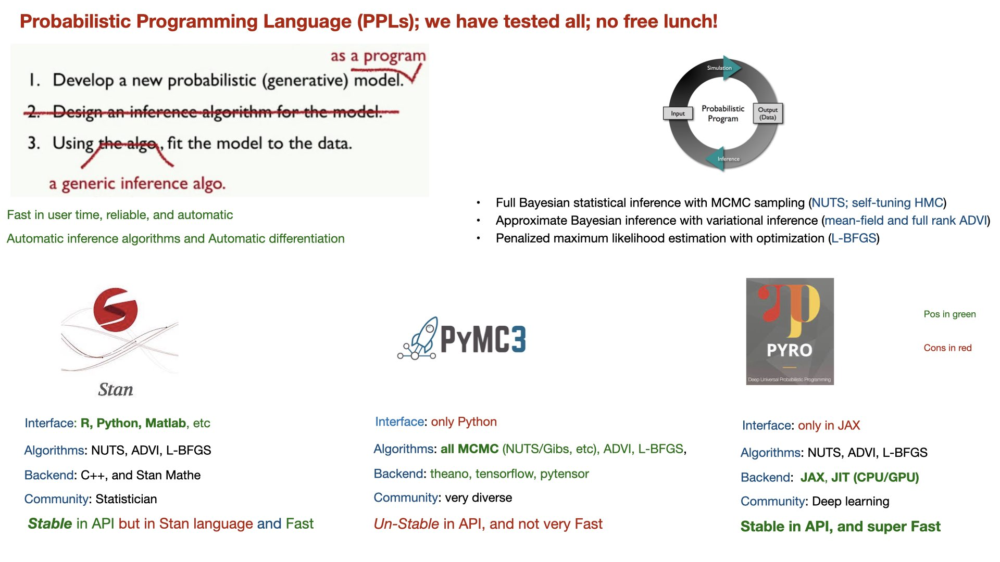 Probabilistic Programming Language (PPLs); we have tested all; no free lunch!
as a program
1. Develop a new probabilistic (generative) model.
2. Design an inference algorithm for the model.
3. Using the algo, fit the model to the data.
a generic inference algo.
Fast in user time, reliable, and automatic
Automatic inference algorithms and Automatic differentiation
Simulation
Input
Probabilistic
Program
Output
(Data)
Inference
• Full Bayesian statistical inference with MCMC sampling (NUTS; self-tuning HMC)
• Approximate Bayesian inference with variational inference (mean-field and full rank ADVI)
• Penalized maximum likelihood estimation with optimization (L-BFGS)
Stan
Interface: R, Python, Matlab, etc
Algorithms: NUTS, ADVI, L-BFGS
Backend: C++, and Stan Mathe
Community: Statistician
Stable in API but in Stan language and Fast
PYMC3
Interface: only Python
Algorithms: all MCMC (NUTS/Gibs, etc), ADVI, L-BFGS,
Backend: theano, tensorflow, pytensor
Community: very diverse
Un-Stable in API, and not very Fast
PYRO
Deep Universal Probabilistic Programming
Pos in green
Cons in red
Interface: only in JAX
Algorithms: NUTS, ADVI, L-BFGS
Backend: JAX, JIT (CPU/GPU)
Community: Deep learning
Stable in API, and super Fast